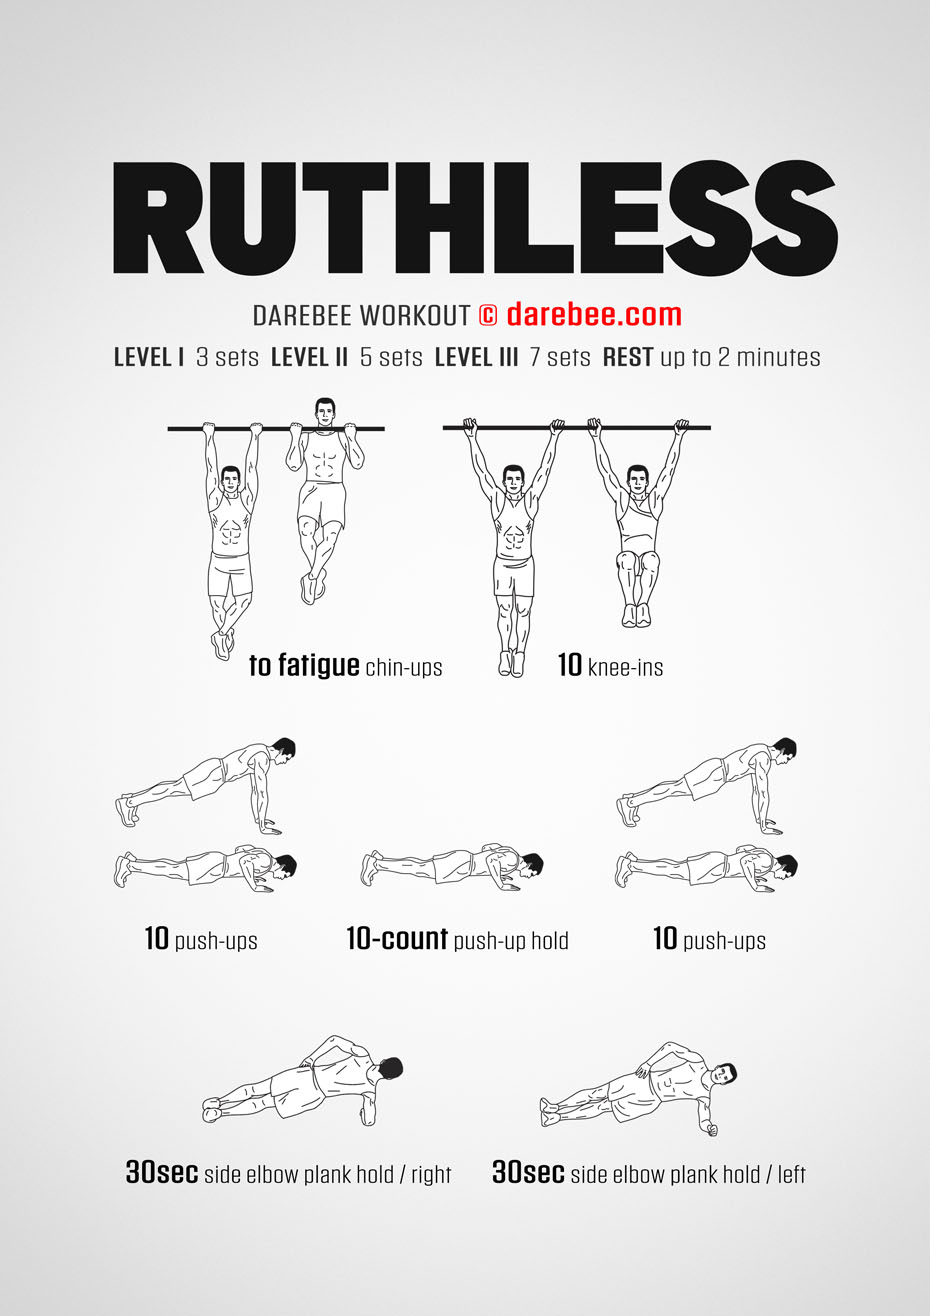 RUTHLESS
DAREBEE WORKOUT © darebee.com
LEVEL I 3 sets LEVEL II 5 sets LEVEL III 7 sets REST up to 2 minutes
to fatigue chin-ups
10 knee-ins
10 push-ups
10-count push-up hold
10 push-ups
30sec side elbow plank hold / right
30sec side elbow plank hold / left